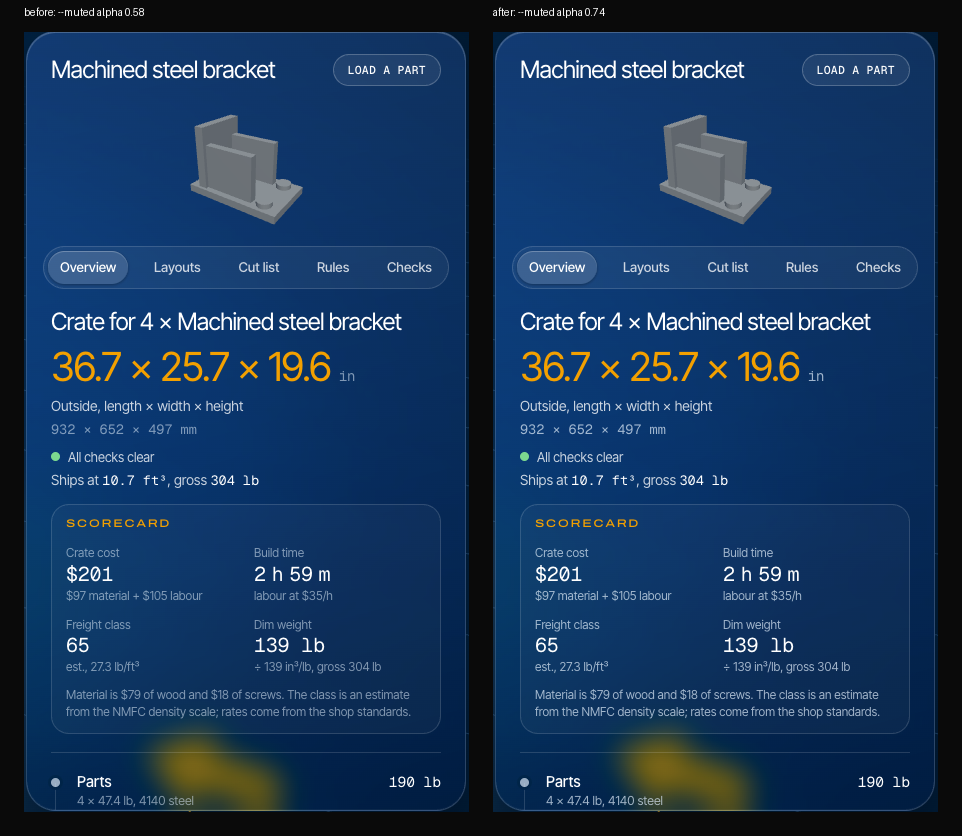 before: --muted alpha 0.58
Machined steel bracket
LOAD A PART
Overview
Layouts
Cut list
Rules
Checks
Crate for 4 × Machined steel bracket
36.7 × 25.7 × 19.6 in
Outside, length × width × height
932 × 652 × 497 mm
All checks clear
Ships at 10.7 ft³, gross 304 lb
SCORECARD
Crate cost
$201
$97 material + $105 labour
Build time
2 h 59 m
labour at $35/h
Freight class
65
est., 27.3 lb/ft³
Dim weight
139 lb
÷ 139 in³/lb, gross 304 lb
Material is $79 of wood and $18 of screws. The class is an estimate
from the NMFC density scale; rates come from the shop standards.
Parts
190 lb
4 × 47.4 lb, 4140 steel
after: --muted alpha 0.74
Machined steel bracket
LOAD A PART
Overview
Layouts
Cut list
Rules
Checks
Crate for 4 × Machined steel bracket
36.7 × 25.7 × 19.6 in
Outside, length × width × height
932 × 652 × 497 mm
All checks clear
Ships at 10.7 ft³, gross 304 lb
SCORECARD
Crate cost
$201
$97 material + $105 labour
Build time
2 h 59 m
labour at $35/h
Freight class
65
est., 27.3 lb/ft³
Dim weight
139 lb
÷ 139 in³/lb, gross 304 lb
Material is $79 of wood and $18 of screws. The class is an estimate
from the NMFC density scale; rates come from the shop standards.
Parts
190 lb
4 × 47.4 lb, 4140 steel